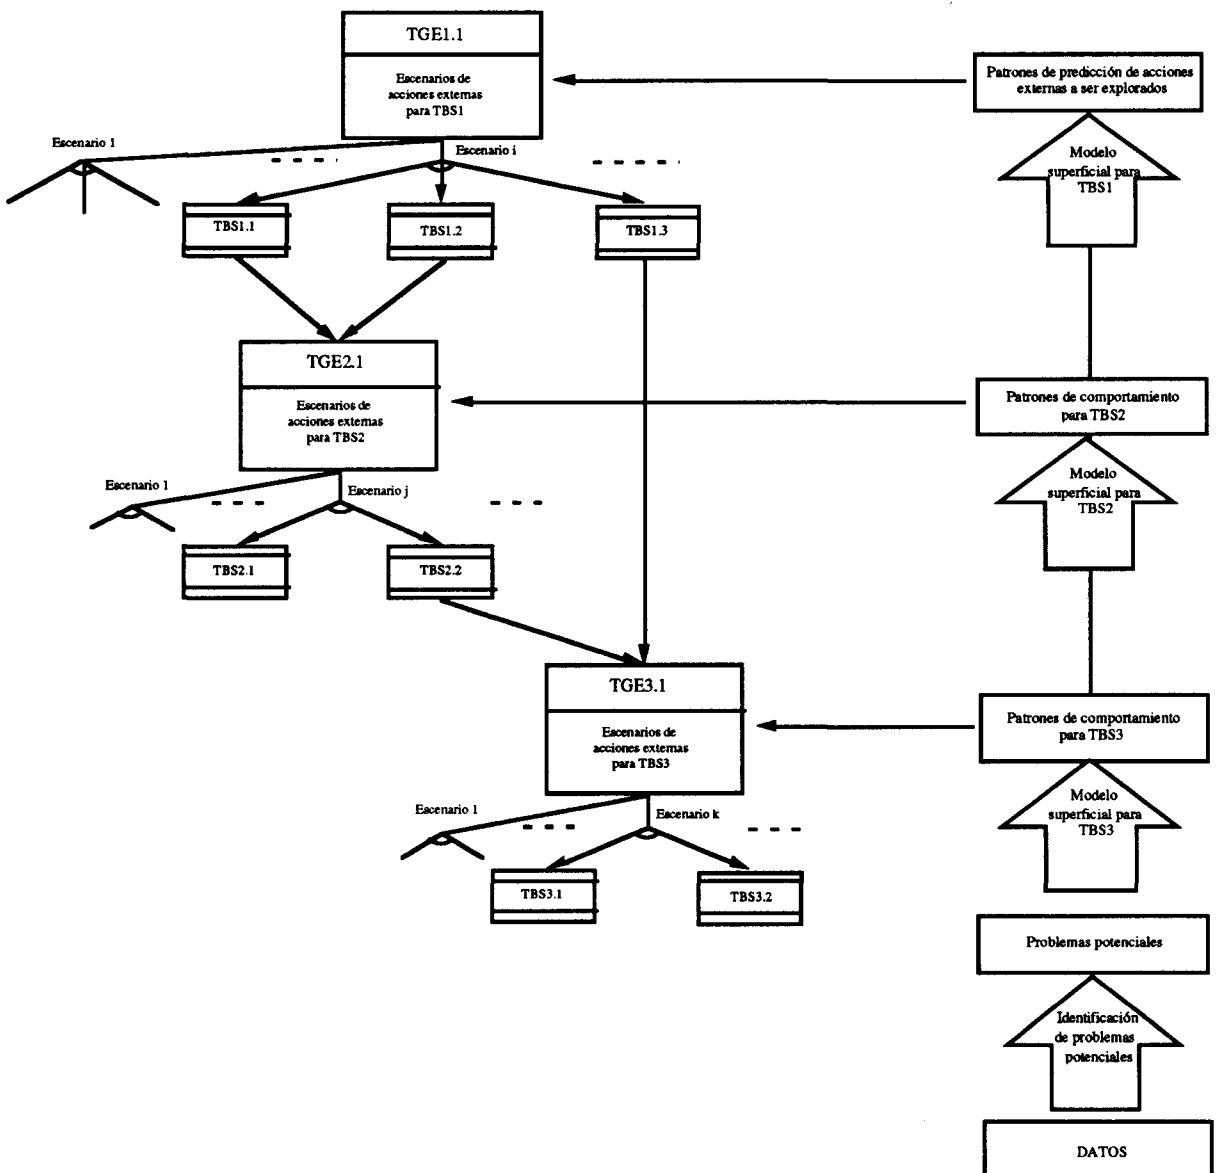 TGE1.1
Escenarios de
acciones externas
para TBS1
Patrones de predicción de acciones
externas a ser explorados
Escenario 1
Escenario i
Modelo
superficial para
TBS1
TBS1.1
TBS1.2
TBS1.3
TGE2.1
Escenarios de
acciones externas
para TBS2
Patrones de comportamiento
para TBS2
Escenario 1
Escenario j
Modelo
superficial para
TBS2
TBS2.1
TBS2.2
TGE3.1
Escenarios de
acciones externas
para TBS3
Patrones de comportamiento
para TBS3
Escenario 1
Escenario k
Modelo
superficial para
TBS3
TBS3.1
TBS3.2
Problemas potenciales
Identificación
de problemas
potenciales
DATOS